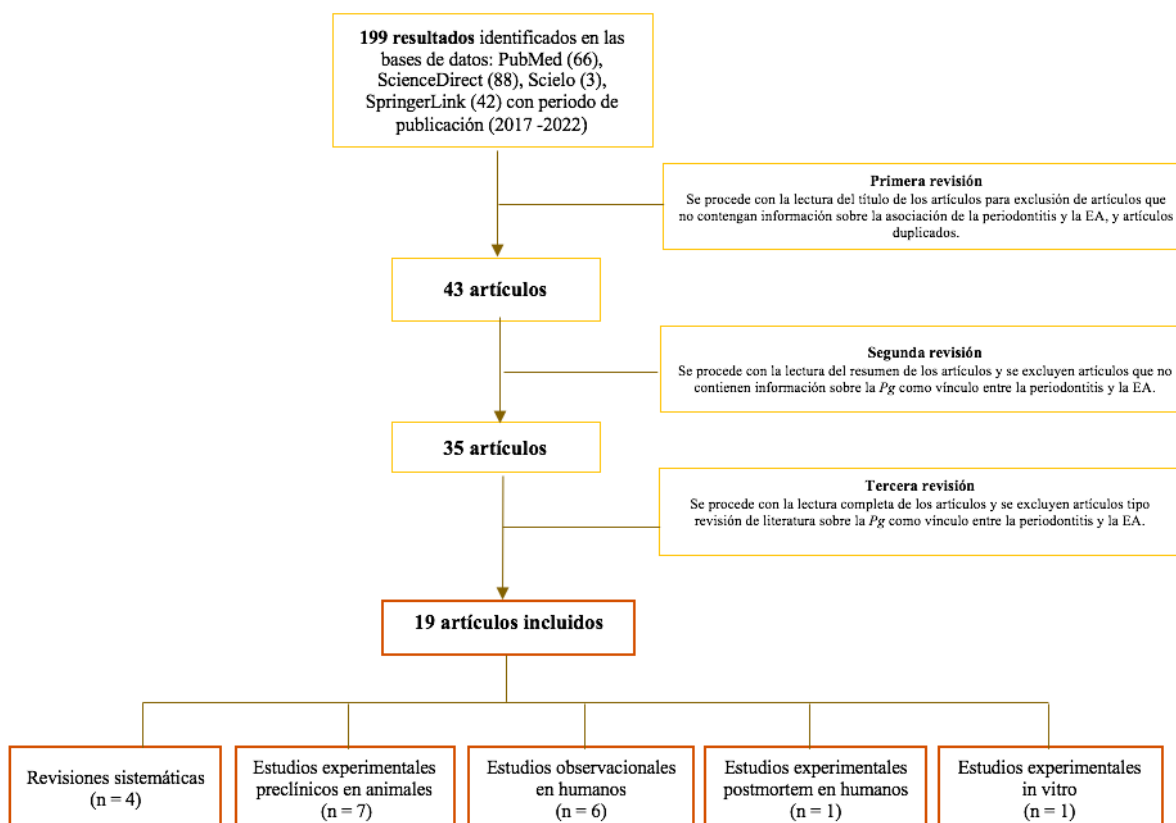 199 resultados identificados en las
bases de datos: PubMed (66),
ScienceDirect (88), Scielo (3),
SpringerLink (42) con periodo de
publicación (2017 -2022)
Primera revisión
Se procede con la lectura del título de los artículos para exclusión de artículos que
no contengan información sobre la asociación de la periodontitis y la EA, y artículos
duplicados.
43 artículos
Segunda revisión
Se procede con la lectura del resumen de los artículos y se excluyen artículos que no
contienen información sobre la Pg como vínculo entre la periodontitis y la EA.
35 artículos
Tercera revisión
Se procede con la lectura completa de los artículos y se excluyen artículos tipo
revisión de literatura sobre la Pg como vínculo entre la periodontitis y la EA.
19 artículos incluidos
Revisiones sistemáticas
(n = 4)
Estudios experimentales
preclínicos en animales
(n = 7)
Estudios observacionales
en humanos
(n = 6)
Estudios experimentales
postmortem en humanos
(n = 1)
Estudios experimentales
in vitro
(n = 1)